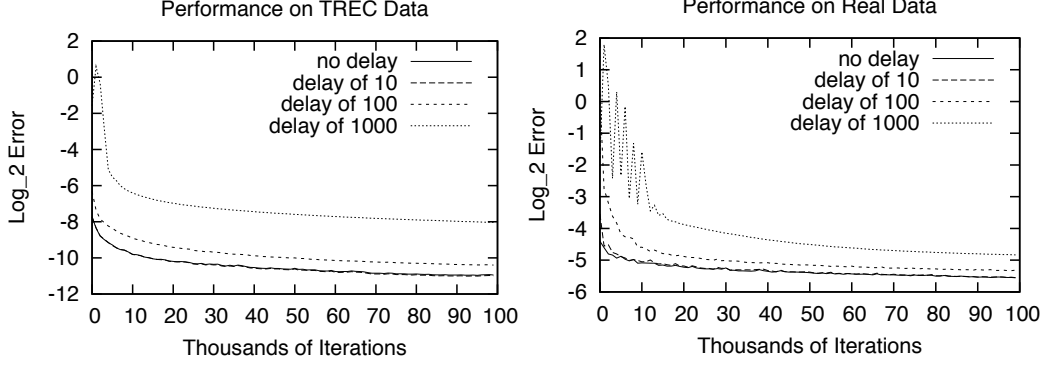 Performance on TREC Data
2
0
-2
-4
-6
-8
-10
-12
Log_2 Error
no delay
delay of 10
delay of 100
delay of 1000
0 10 20 30 40 50 60 70 80 90 100
Thousands of Iterations
Performance on Real Data
2
1
0
-1
-2
-3
-4
-5
-6
Log_2 Error
no delay
delay of 10
delay of 100
delay of 1000
0 10 20 30 40 50 60 70 80 90 100
Thousands of Iterations